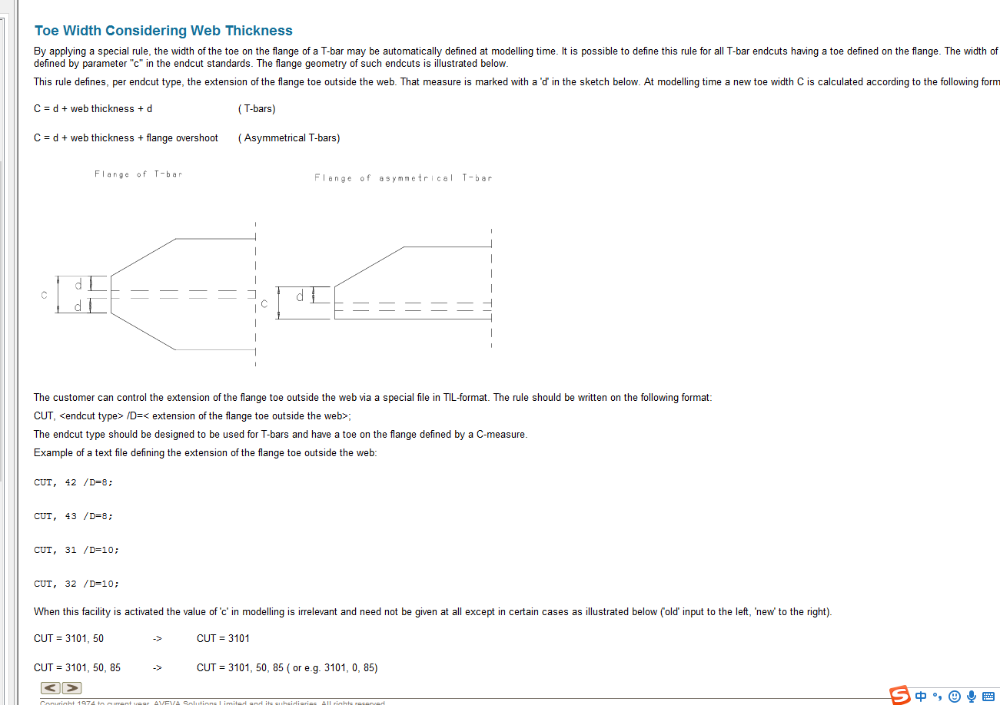 Toe Width Considering Web Thickness
By applying a special rule, the width of the toe on the flange of a T-bar may be automatically defined at modelling time. It is possible to define this rule for all T-bar endcuts having a toe defined on the flange. The width of
defined by parameter "c" in the endcut standards. The flange geometry of such endcuts is illustrated below.
This rule defines, per endcut type, the extension of the flange toe outside the web. That measure is marked with a 'd' in the sketch below. At modelling time a new toe width C is calculated according to the following form
C = d + web thickness + d ( T-bars)
C = d + web thickness + flange overshoot ( Asymmetrical T-bars)
Flange of T-bar
Flange of asymmetrical T-bar
d
c
d
d
c
The customer can control the extension of the flange toe outside the web via a special file in TIL-format. The rule should be written on the following format:
CUT, <endcut type> /D=< extension of the flange toe outside the web>;
The endcut type should be designed to be used for T-bars and have a toe on the flange defined by a C-measure.
Example of a text file defining the extension of the flange toe outside the web:
CUT, 42 /D=8;
CUT, 43 /D=8;
CUT, 31 /D=10;
CUT, 32 /D=10;
When this facility is activated the value of 'c' in modelling is irrelevant and need not be given at all except in certain cases as illustrated below ('old' input to the left, 'new' to the right).
CUT = 3101, 50 -> CUT = 3101
CUT = 3101, 50, 85 -> CUT = 3101, 50, 85 ( or e.g. 3101, 0, 85)
Copyright 1974 to current year. AVEVA Solutions Limited and its subsidiaries. All rights reserved.
S 中 °,